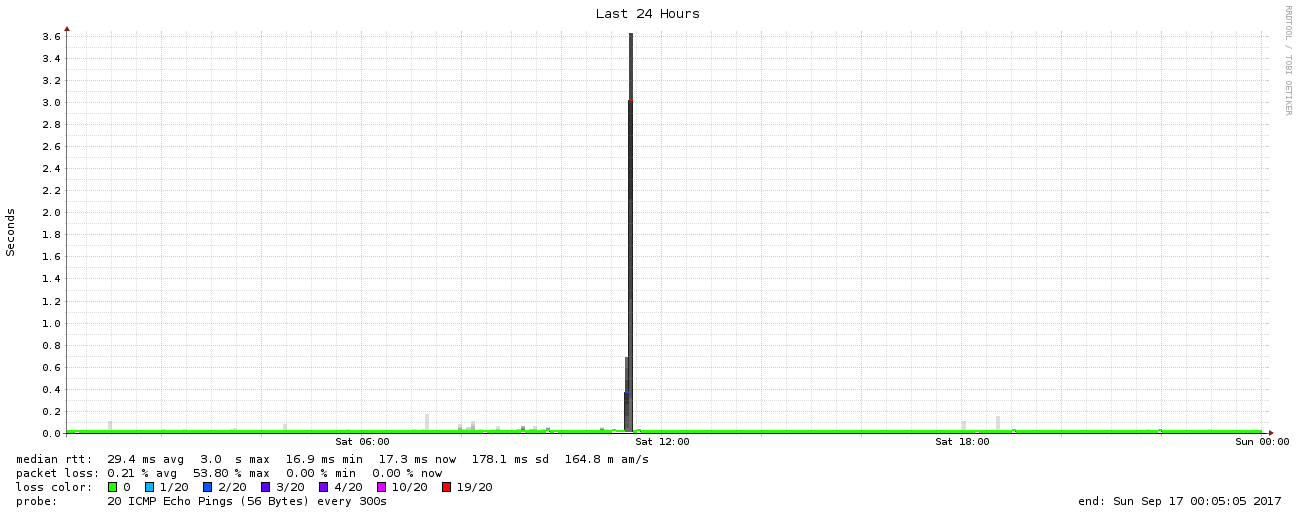 Last 24 Hours
RRDTOOL / TOBI OETIKER
Seconds
3.6
3.4
3.2
3.0
2.8
2.6
2.4
2.2
2.0
1.8
1.6
1.4
1.2
1.0
0.8
0.6
0.4
0.2
0.0
Sat 06:00 Sat 12:00 Sat 18:00 Sun 00:00
median rtt: 29.4 ms avg 3.0 s max 16.9 ms min 17.3 ms now 178.1 ms sd 164.8 m am/s
packet loss: 0.21 % avg 53.80 % max 0.00 % min 0.00 % now
loss color: 0 1/20 2/20 3/20 4/20 10/20 19/20
probe: 20 ICMP Echo Pings (56 Bytes) every 300s end: Sun Sep 17 00:05:05 2017